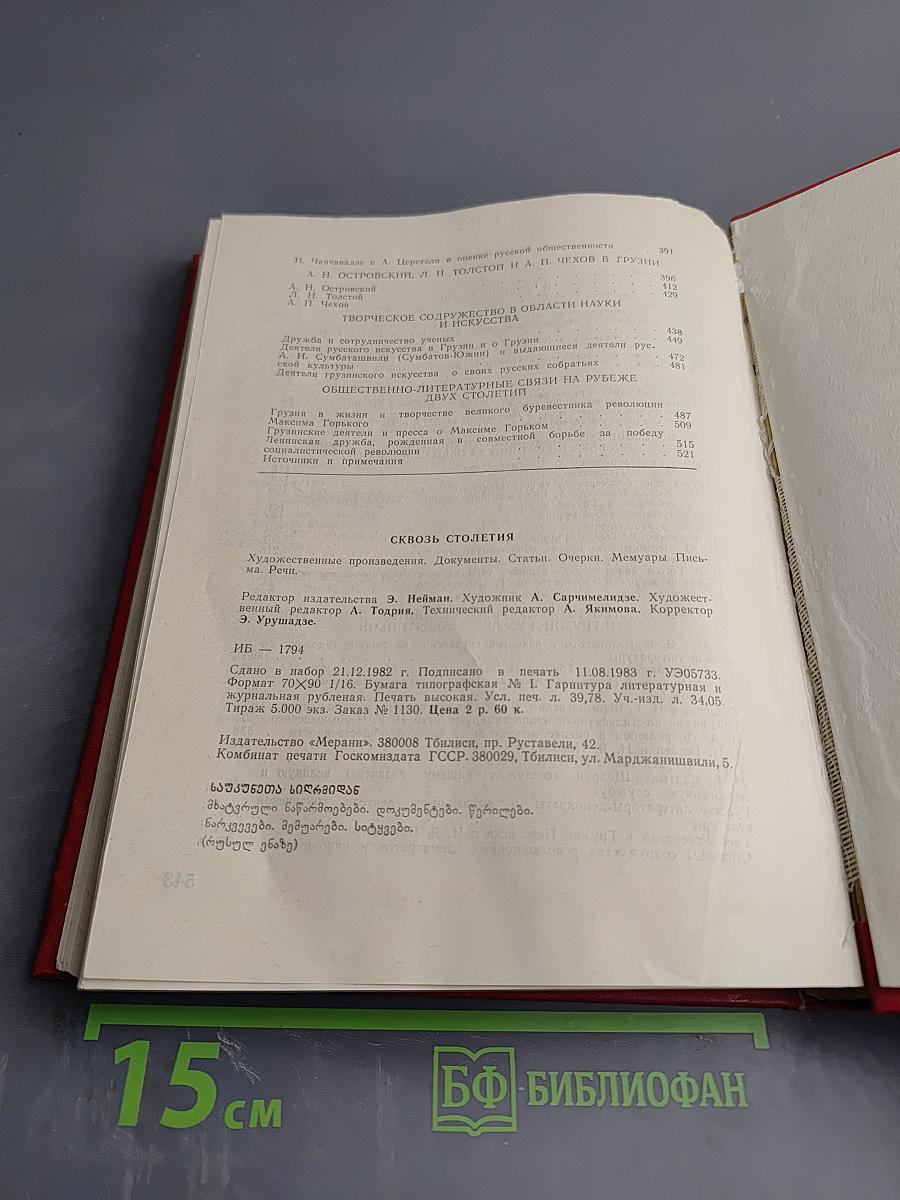 И. Чавчавадзе и А. Церетели в оценке русской общественности . . 391
А. Н. ОСТРОВСКИЙ, Л. Н. ТОЛСТОЙ И А. П. ЧЕХОВ В ГРУЗИИ
А. Н. Островский . . . . . . . . . 396
Л. Н. Толстой . . . . . . . . . 412
А. П. Чехов . . . . . . . . . 429
ТВОРЧЕСКОЕ СОДРУЖЕСТВО В ОБЛАСТИ НАУКИ
И ИСКУССТВА
Дружба и сотрудничество ученых . . . . . . . 438
Деятели русского искусства в Грузии и о Грузии . . . . . 449
А. И. Сумбаташвили (Сумбатов-Южин) и выдающиеся деятели рус-
ской культуры . . . . . . . . . 472
Деятели грузинского искусства о своих русских собратьях . . . 481
ОБЩЕСТВЕННО-ЛИТЕРАТУРНЫЕ СВЯЗИ НА РУБЕЖЕ
ДВУХ СТОЛЕТИЙ
Грузия в жизни и творчестве великого буревестника революции
Максима Горького . . . . . . . . . 487
Грузинские деятели и пресса о Максиме Горьком . . . . . 509
Ленинская дружба, рожденная в совместной борьбе за победу
социалистической революции . . . . . . . . 515
Источники и примечания . . . . . . . . 521
СКВОЗЬ СТОЛЕТИЯ
Художественные произведения. Документы. Статьи. Очерки. Мемуары Пись-
ма. Речи.
Редактор издательства Э. Нейман. Художник А. Сарчимелидзе. Художест-
венный редактор А. Тодрия. Технический редактор А. Якимова. Корректор
Э. Урушадзе.
ИБ — 1794
Сдано в набор 21.12.1982 г. Подписано в печать 11.08.1983 г. УЭ05733.
Формат 70×90 1/16. Бумага типографская № 1. Гарнитура литературная и
журнальная рубленая. Печать высокая. Усл. печ. л. 39,78. Уч.-изд. л. 34,05.
Тираж 5.000 экз. Заказ № 1130. Цена 2 р. 60 к.
Издательство «Мерани». 380008 Тбилиси, пр. Руставели, 42.
Комбинат печати Госкомиздата ГССР. 380029, Тбилиси, ул. Марджанишвили, 5.
საუკუნეთა სიღრმიდან
მხატვრული ნაწარმოებები. დოკუმენტები. წერილები.
ნარკვევები. მემუარები. სიტყვები.
(რუსულ ენაზე)
543
15 см
БФ-БИБЛИОФАН